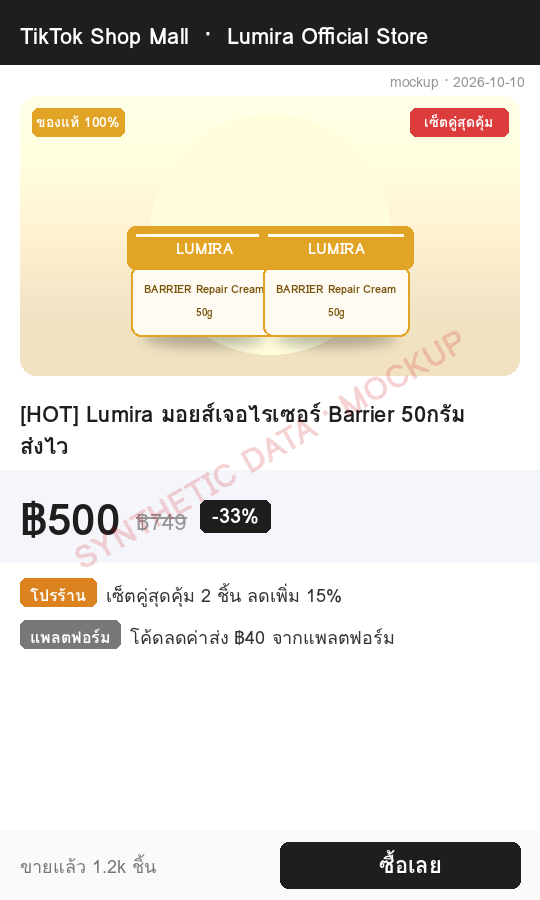 TikTok Shop Mall · Lumira Official Store
mockup · 2026-10-10
ของแท้ 100%
เซ็ตคู่สุดคุ้ม
LUMIRA
LUMIRA
BARRIER Repair Cream
BARRIER Repair Cream
50g
50g
[HOT] Lumira มอยส์เจอไรเซอร์ Barrier 50กรัม
ส่งไว
฿500 ฿749 -33%
โปรร้าน เซ็ตคู่สุดคุ้ม 2 ชิ้น ลดเพิ่ม 15%
แพลตฟอร์ม โค้ดลดค่าส่ง ฿40 จากแพลตฟอร์ม
SYNTHETIC DATA · MOCKUP
ขายแล้ว 1.2k ชิ้น
ซื้อเลย